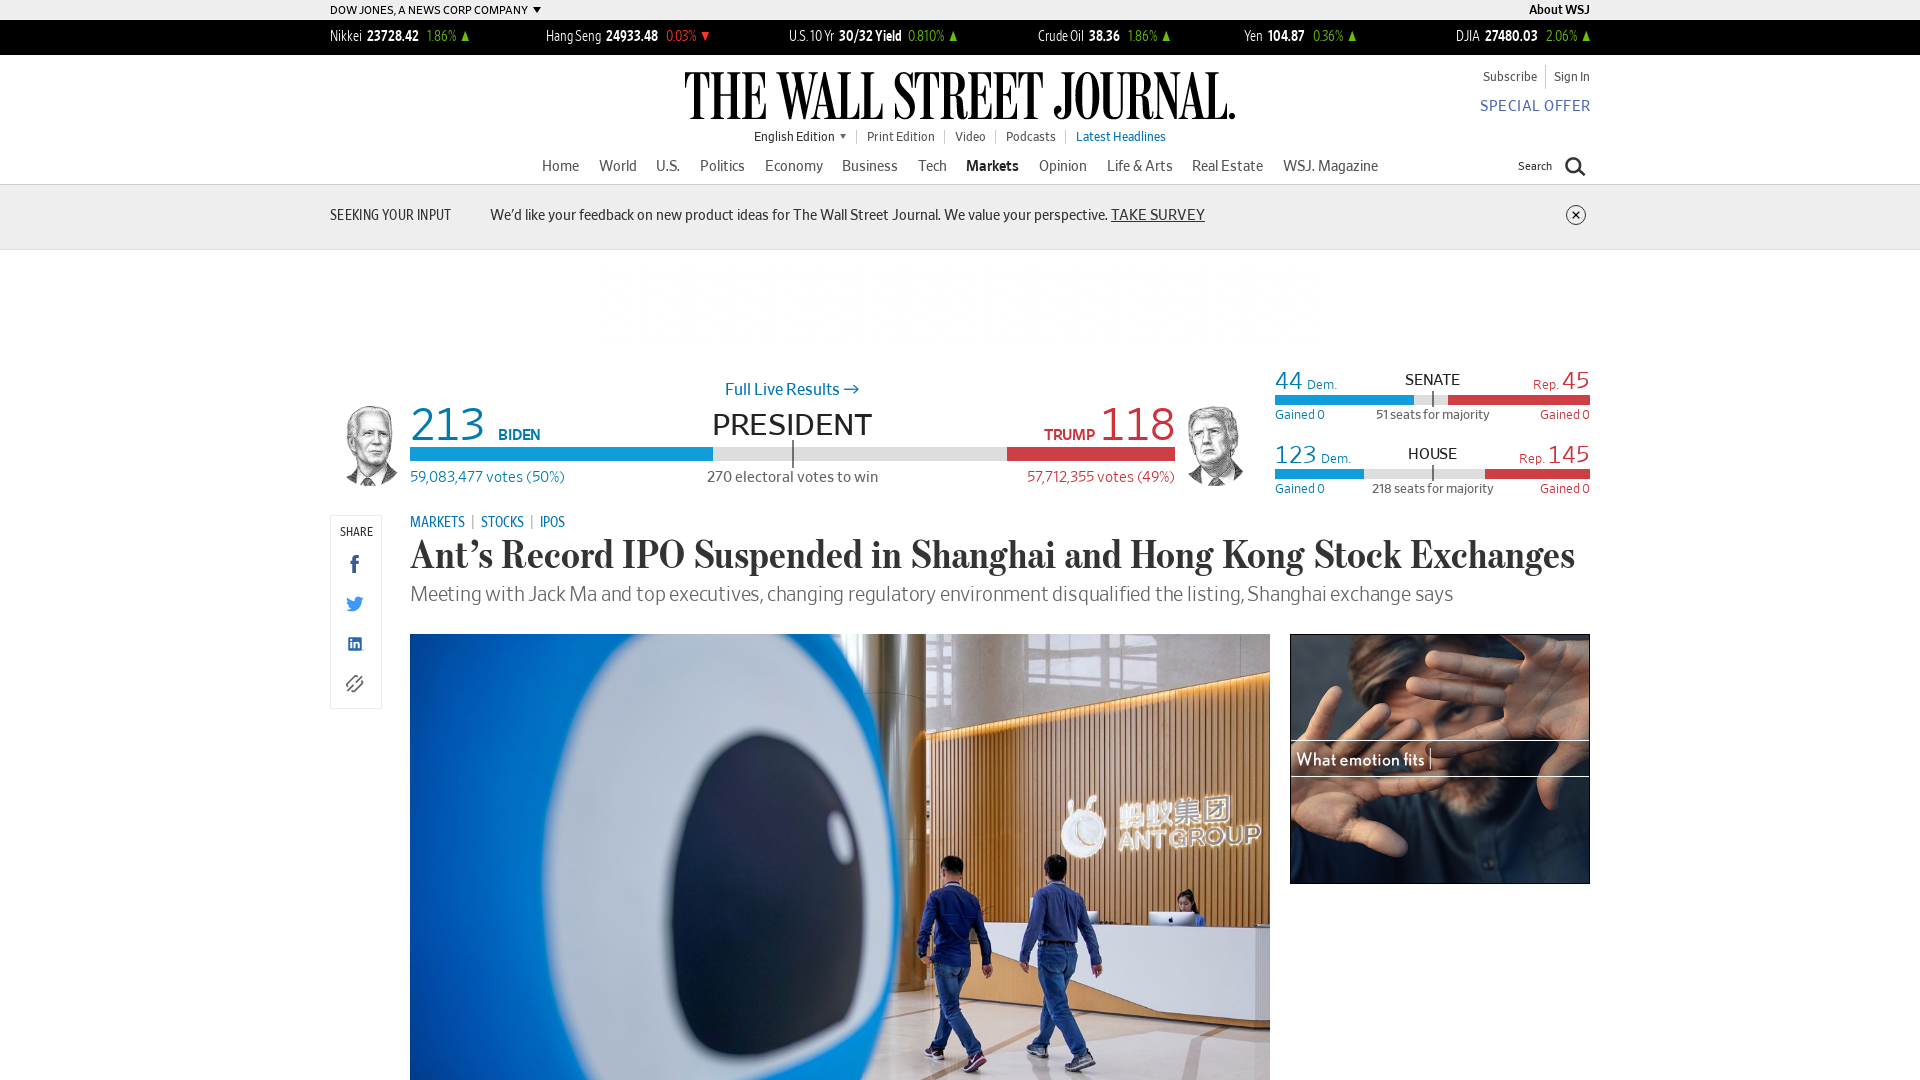 DOW JONES, A NEWS CORP COMPANY
About WSJ
Nikkei 23728.42 1.86%
Hang Seng 24933.48 0.03%
U.S. 10 Yr 30/32 Yield 0.810%
Crude Oil 38.36 1.86%
Yen 104.87 0.36%
DJIA 27480.03 2.06%
THE WALL STREET JOURNAL.
Subscribe
Sign In
SPECIAL OFFER
English Edition
Print Edition
Video
Podcasts
Latest Headlines
Home
World
U.S.
Politics
Economy
Business
Tech
Markets
Opinion
Life & Arts
Real Estate
WSJ. Magazine
Search
SEEKING YOUR INPUT
We’d like your feedback on new product ideas for The Wall Street Journal. We value your perspective. TAKE SURVEY
Full Live Results →
213 BIDEN
PRESIDENT
TRUMP 118
59,083,477 votes (50%)
270 electoral votes to win
57,712,355 votes (49%)
44 Dem.
SENATE
Rep. 45
Gained 0
51 seats for majority
Gained 0
123 Dem.
HOUSE
Rep. 145
Gained 0
218 seats for majority
Gained 0
SHARE
MARKETS | STOCKS | IPOS
Ant’s Record IPO Suspended in Shanghai and Hong Kong Stock Exchanges
Meeting with Jack Ma and top executives, changing regulatory environment disqualified the listing, Shanghai exchange says
蚂蚁集团
ANT GROUP
What emotion fits